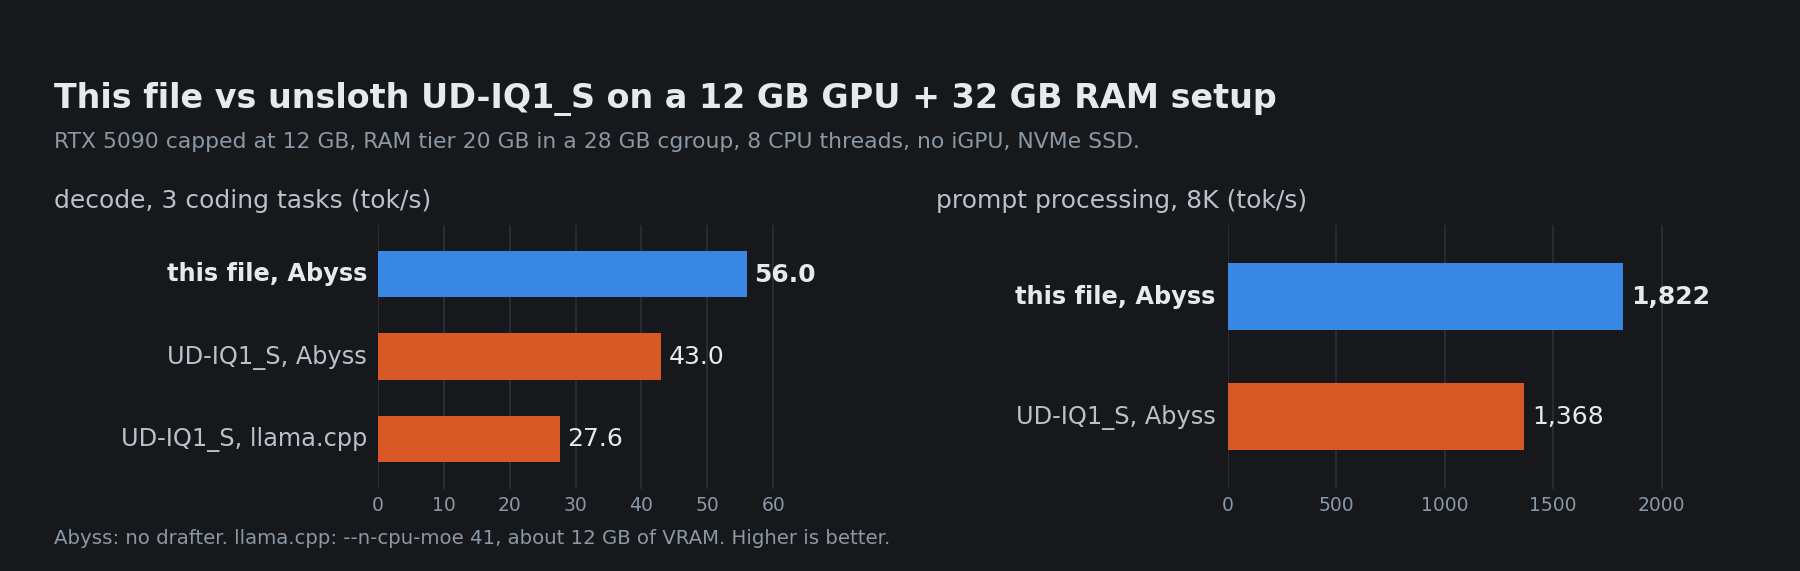 This file vs unsloth UD-IQ1_S on a 12 GB GPU + 32 GB RAM setup
RTX 5090 capped at 12 GB, RAM tier 20 GB in a 28 GB cgroup, 8 CPU threads, no iGPU, NVMe SSD.
decode, 3 coding tasks (tok/s)
this file, Abyss 56.0
UD-IQ1_S, Abyss 43.0
UD-IQ1_S, llama.cpp 27.6
0 10 20 30 40 50 60
prompt processing, 8K (tok/s)
this file, Abyss 1,822
UD-IQ1_S, Abyss 1,368
0 500 1000 1500 2000
Abyss: no drafter. llama.cpp: --n-cpu-moe 41, about 12 GB of VRAM. Higher is better.